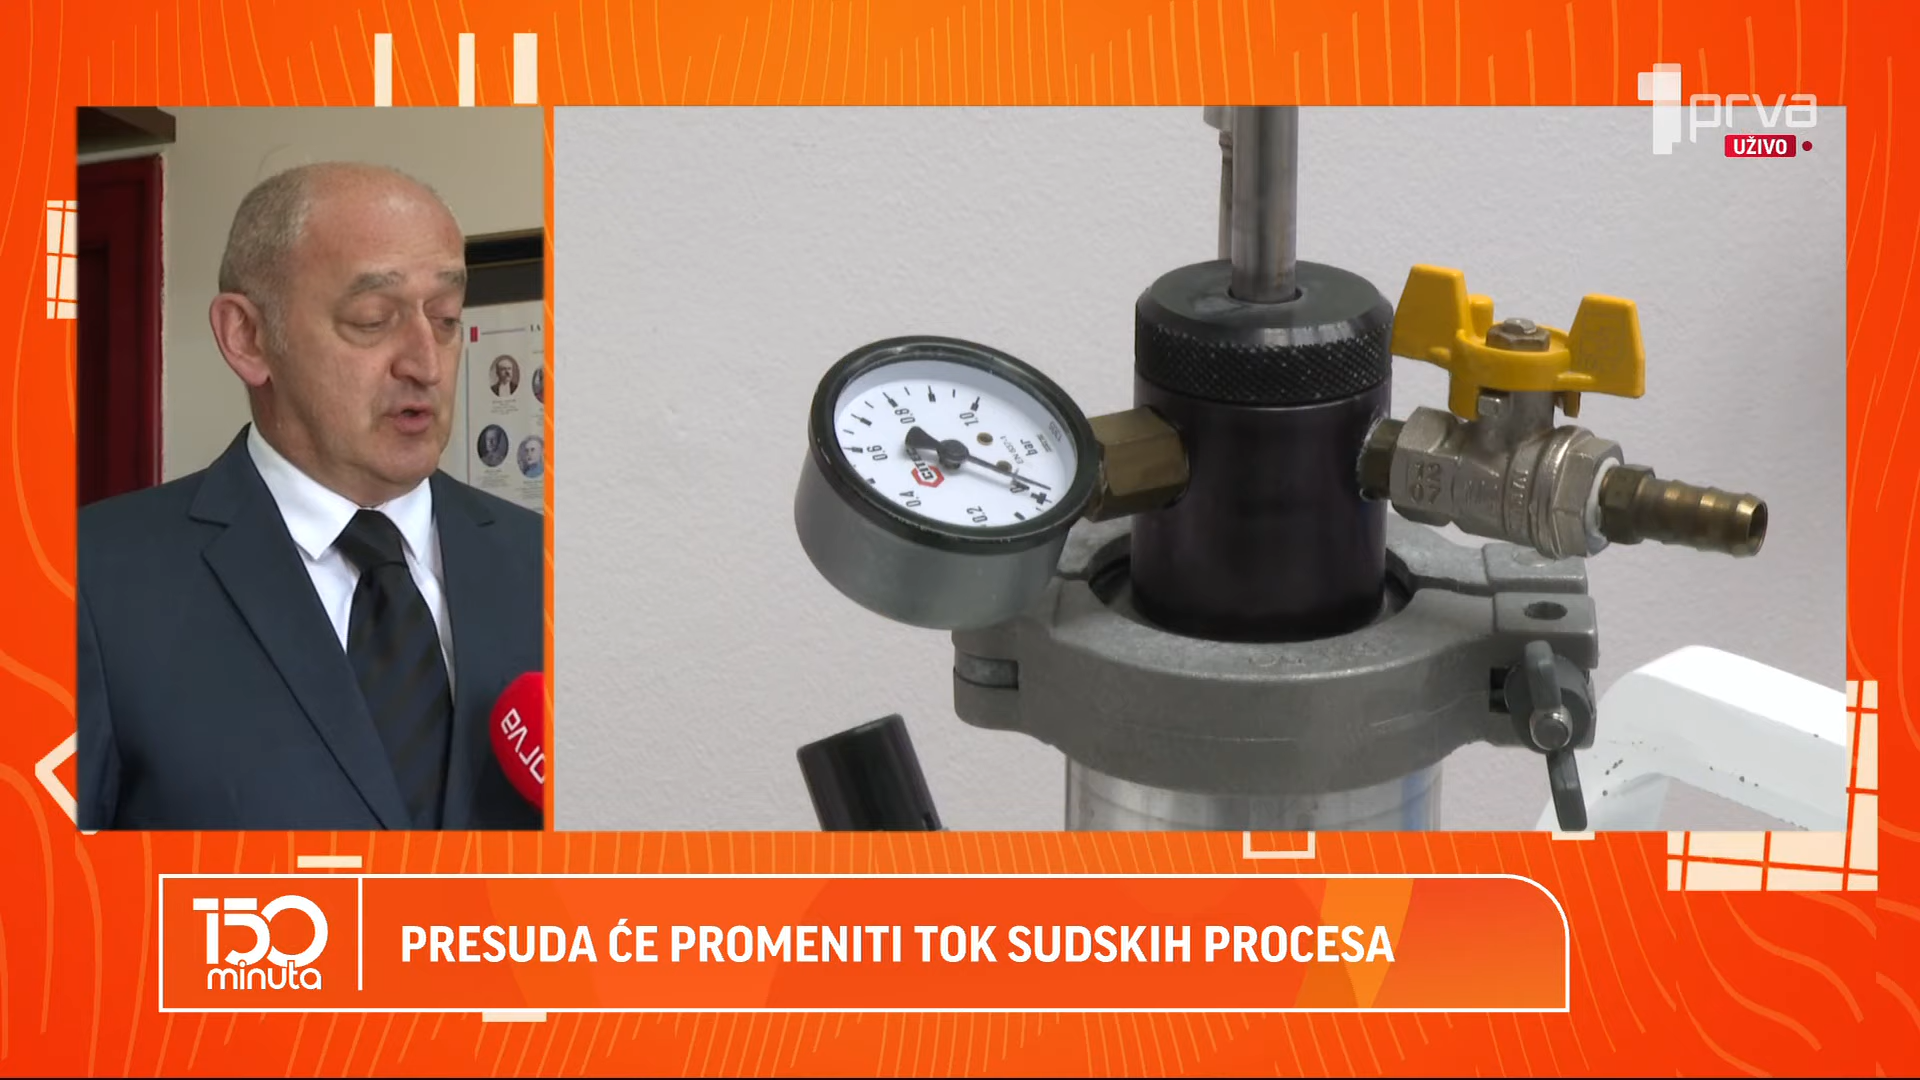 prva
UŽIVO
prva
0,8
1,0
0,6
0,4
0,2
bar
150
minuta
PRESUDA ĆE PROMENITI TOK SUDSKIH PROCESA